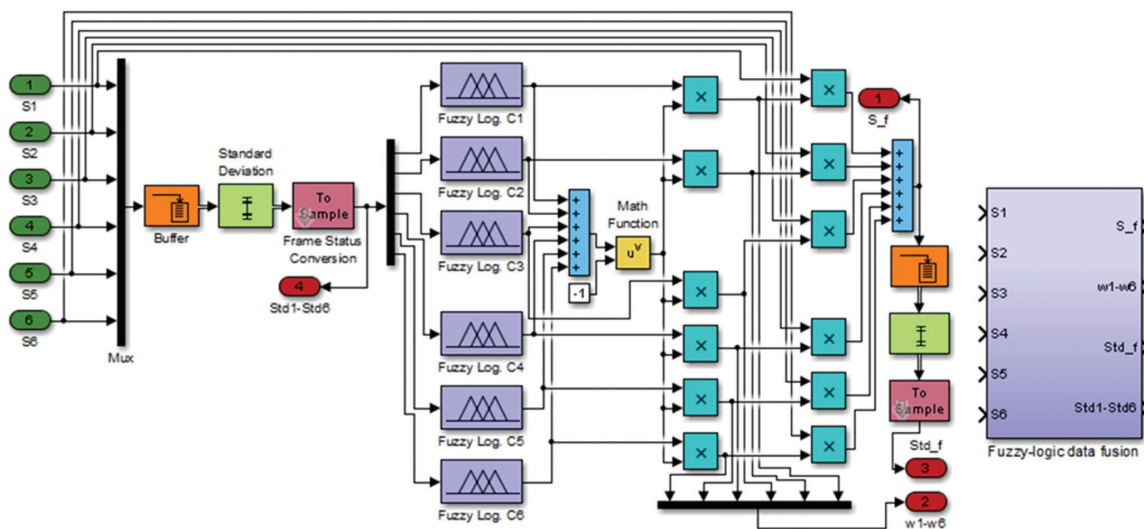 1
S1
2
S2
3
S3
4
S4
5
S5
6
S6
Mux
Buffer
Standard
Deviation
To
Sample
Frame Status
Conversion
4
Std1-Std6
Fuzzy Log. C1
Fuzzy Log. C2
Fuzzy Log. C3
Fuzzy Log. C4
Fuzzy Log. C5
Fuzzy Log. C6
+
+
+
+
+
+
-1
Math
Function
u^v
×
×
×
×
×
×
×
×
×
×
×
×
1
S_f
+
+
+
+
+
+
To
Sample
Std_f
3
2
w1-w6
S1
S2
S3
S4
S5
S6
S_f
w1-w6
Std_f
Std1-Std6
Fuzzy-logic data fusion